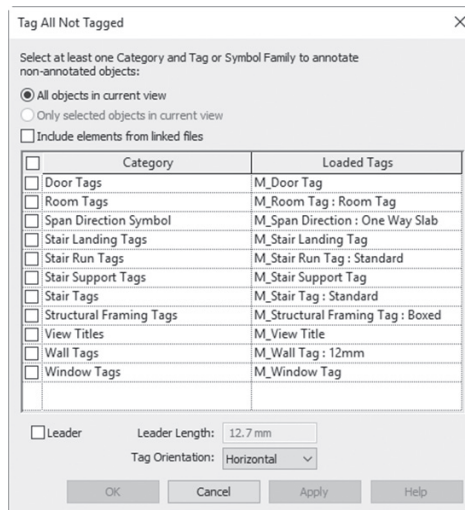 Tag All Not Tagged
Select at least one Category and Tag or Symbol Family to annotate
non-annotated objects:
All objects in current view
Only selected objects in current view
Include elements from linked files
Category Loaded Tags
Door Tags M_Door Tag
Room Tags M_Room Tag : Room Tag
Span Direction Symbol M_Span Direction : One Way Slab
Stair Landing Tags M_Stair Landing Tag
Stair Run Tags M_Stair Run Tag : Standard
Stair Support Tags M_Stair Support Tag
Stair Tags M_Stair Tag : Standard
Structural Framing Tags M_Structural Framing Tag : Boxed
View Titles M_View Title
Wall Tags M_Wall Tag : 12mm
Window Tags M_Window Tag
Leader Leader Length: 12.7 mm
Tag Orientation: Horizontal
OK Cancel Apply Help